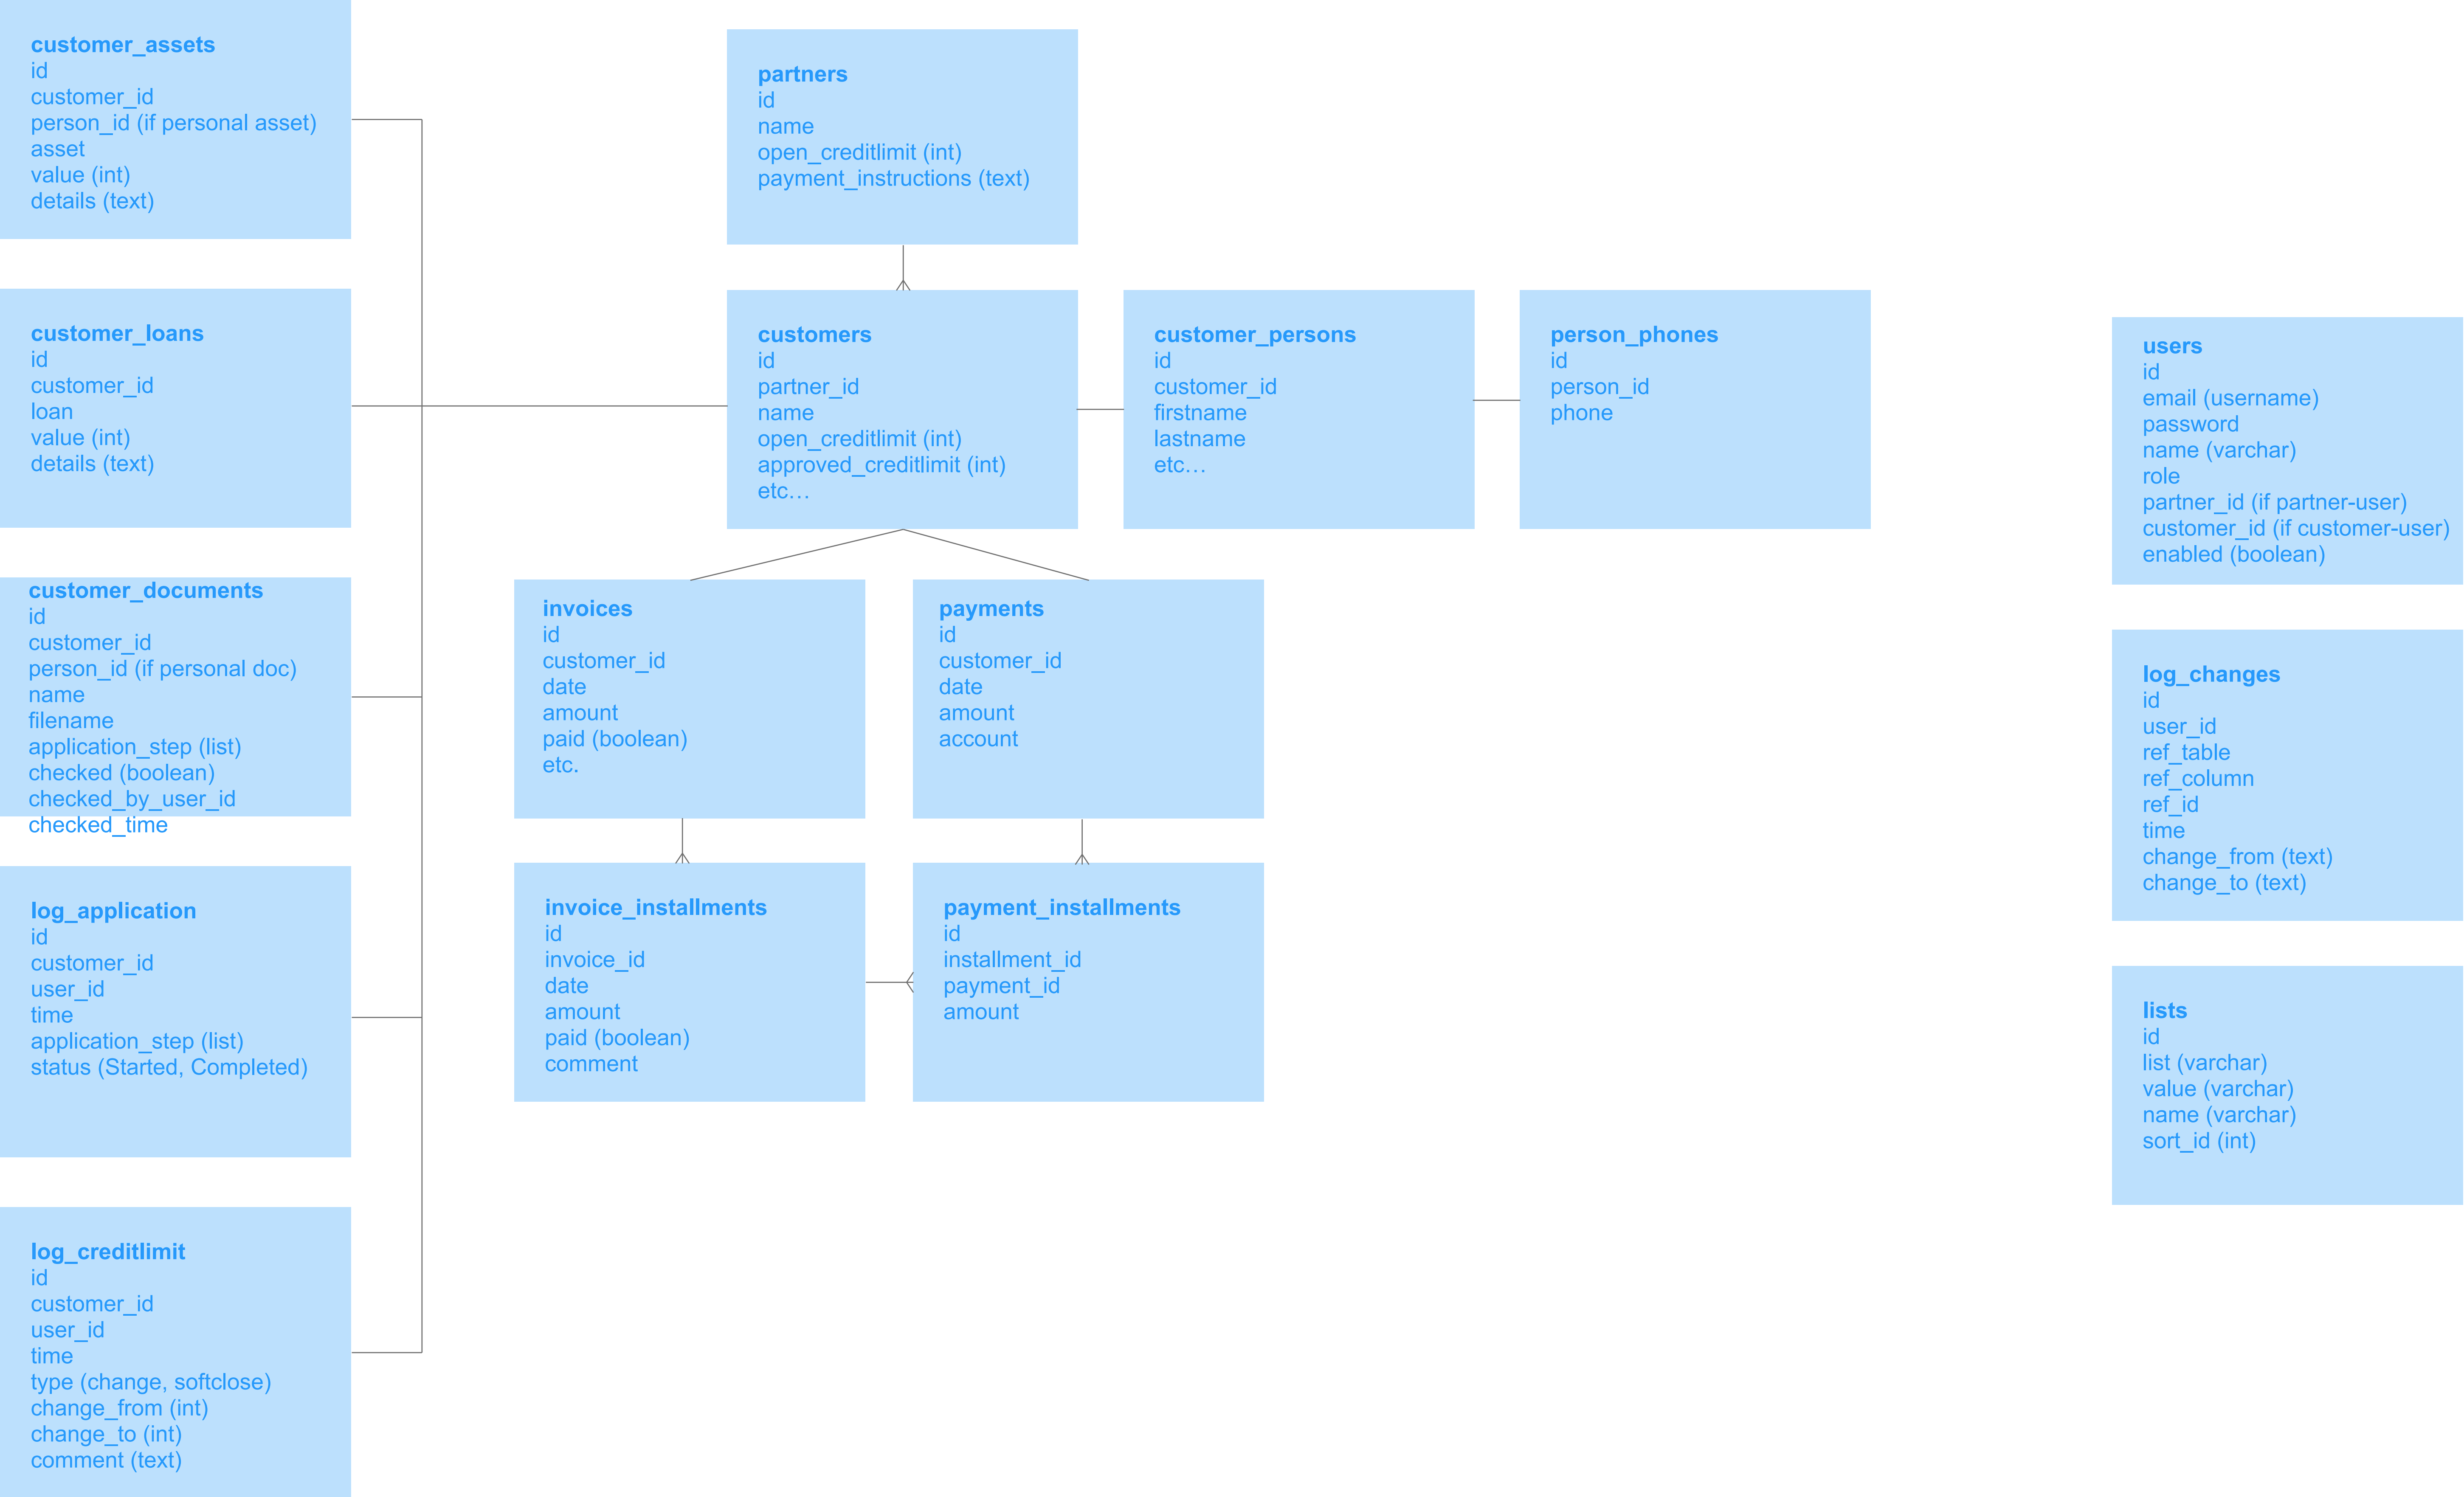 customer_assets
id
customer_id
person_id (if personal asset)
asset
value (int)
details (text)
partners
id
name
open_creditlimit (int)
payment_instructions (text)
customer_loans
id
customer_id
loan
value (int)
details (text)
customers
id
partner_id
name
open_creditlimit (int)
approved_creditlimit (int)
etc…
customer_persons
id
customer_id
firstname
lastname
etc…
person_phones
id
person_id
phone
users
id
email (username)
password
name (varchar)
role
partner_id (if partner-user)
customer_id (if customer-user)
enabled (boolean)
customer_documents
id
customer_id
person_id (if personal doc)
name
filename
application_step (list)
checked (boolean)
checked_by_user_id
checked_time
invoices
id
customer_id
date
amount
paid (boolean)
etc.
payments
id
customer_id
date
amount
account
log_changes
id
user_id
ref_table
ref_column
ref_id
time
change_from (text)
change_to (text)
log_application
id
customer_id
user_id
time
application_step (list)
status (Started, Completed)
invoice_installments
id
invoice_id
date
amount
paid (boolean)
comment
payment_installments
id
installment_id
payment_id
amount
lists
id
list (varchar)
value (varchar)
name (varchar)
sort_id (int)
log_creditlimit
id
customer_id
user_id
time
type (change, softclose)
change_from (int)
change_to (int)
comment (text)